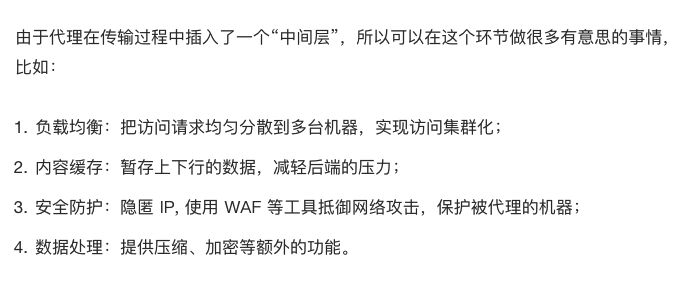 由于代理在传输过程中插入了一个“中间层”，所以可以在这个环节做很多有意思的事情，
比如：
1. 负载均衡：把访问请求均匀分散到多台机器，实现访问集群化；
2. 内容缓存：暂存上下行的数据，减轻后端的压力；
3. 安全防护：隐匿 IP, 使用 WAF 等工具抵御网络攻击，保护被代理的机器；
4. 数据处理：提供压缩、加密等额外的功能。